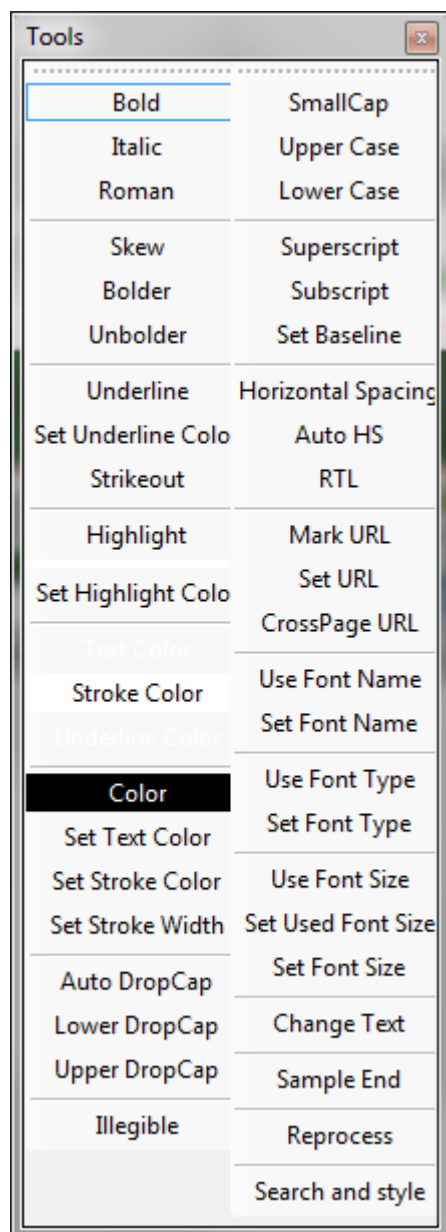 Tools
Bold
Italic
Roman
Skew
Bolder
Unbolder
Underline
Set Underline Colo
Strikeout
Highlight
Set Highlight Colo
Text Color
Stroke Color
Underline Color
Color
Set Text Color
Set Stroke Color
Set Stroke Width
Auto DropCap
Lower DropCap
Upper DropCap
Illegible
SmallCap
Upper Case
Lower Case
Superscript
Subscript
Set Baseline
Horizontal Spacing
Auto HS
RTL
Mark URL
Set URL
CrossPage URL
Use Font Name
Set Font Name
Use Font Type
Set Font Type
Use Font Size
Set Used Font Size
Set Font Size
Change Text
Sample End
Reprocess
Search and style